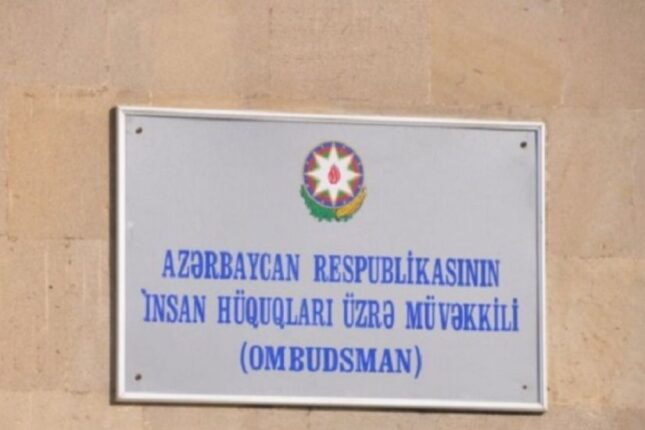 AZƏRBAYCAN RESPUBLİKASININ
İNSAN HÜQUQLARI ÜZRƏ MÜVƏKKİLİ
(OMBUDSMAN)